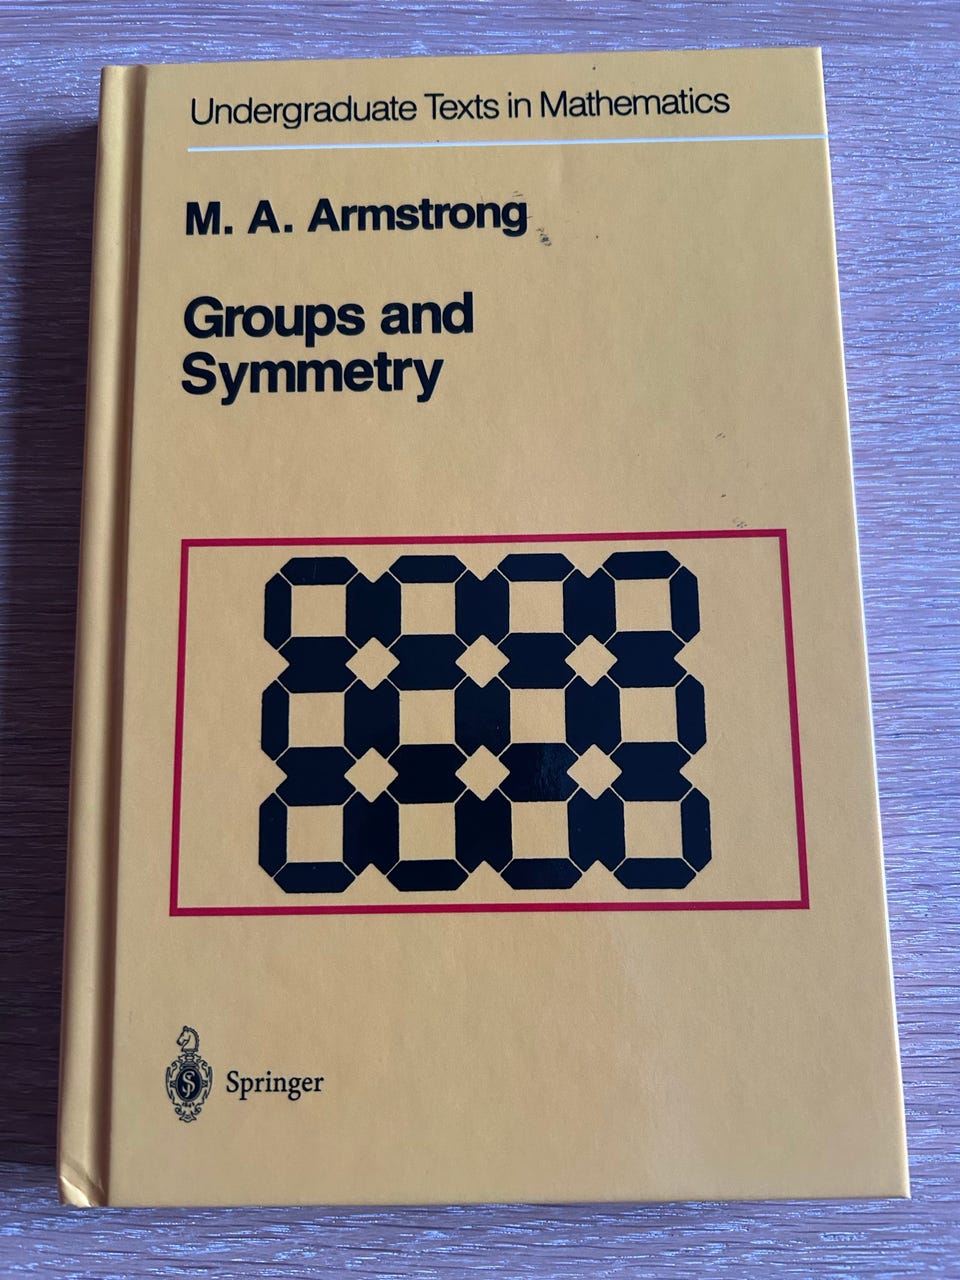 Undergraduate Texts in Mathematics
M. A. Armstrong
Groups and
Symmetry
Springer